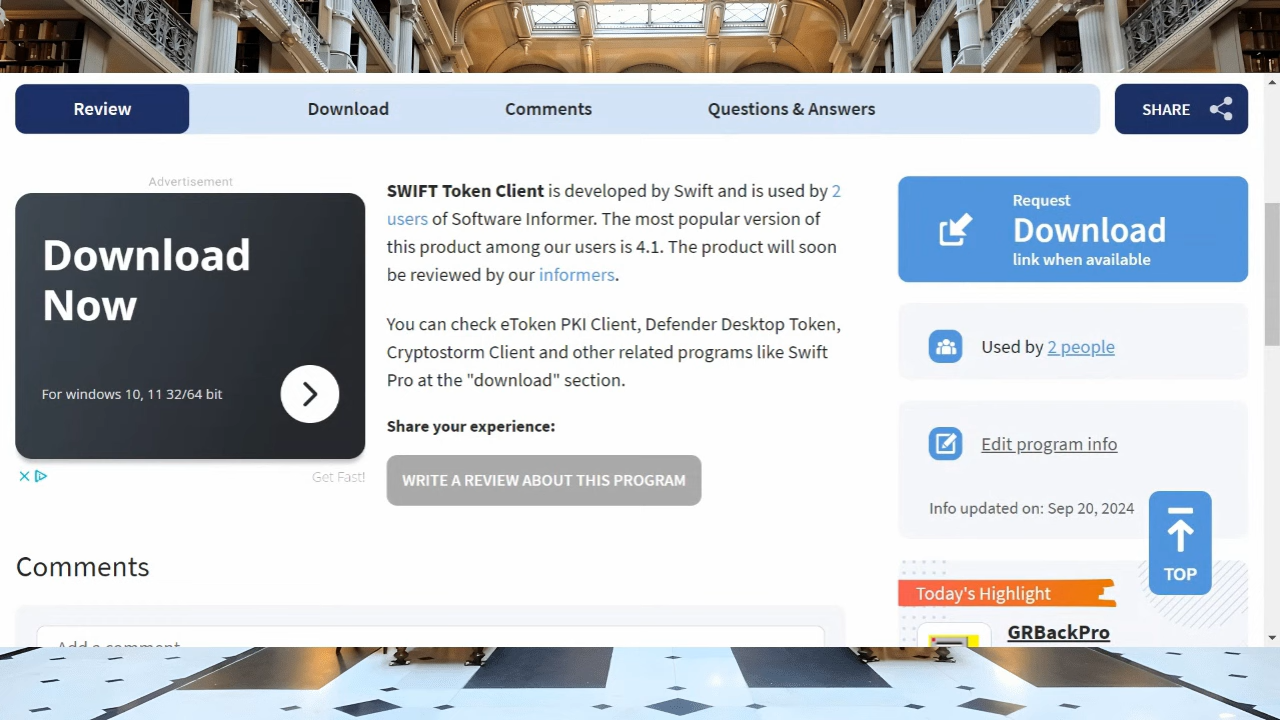 Review
Download
Comments
Questions & Answers
SHARE
Advertisement
Download
Now
For windows 10, 11 32/64 bit
Get Fast!
SWIFT Token Client is developed by Swift and is used by 2
users of Software Informer. The most popular version of
this product among our users is 4.1. The product will soon
be reviewed by our informers.
You can check eToken PKI Client, Defender Desktop Token,
Cryptostorm Client and other related programs like Swift
Pro at the "download" section.
Share your experience:
WRITE A REVIEW ABOUT THIS PROGRAM
Comments
Add a comment
Request
Download
link when available
Used by 2 people
Edit program info
Info updated on: Sep 20, 2024
TOP
Today's Highlight
GRBackPro